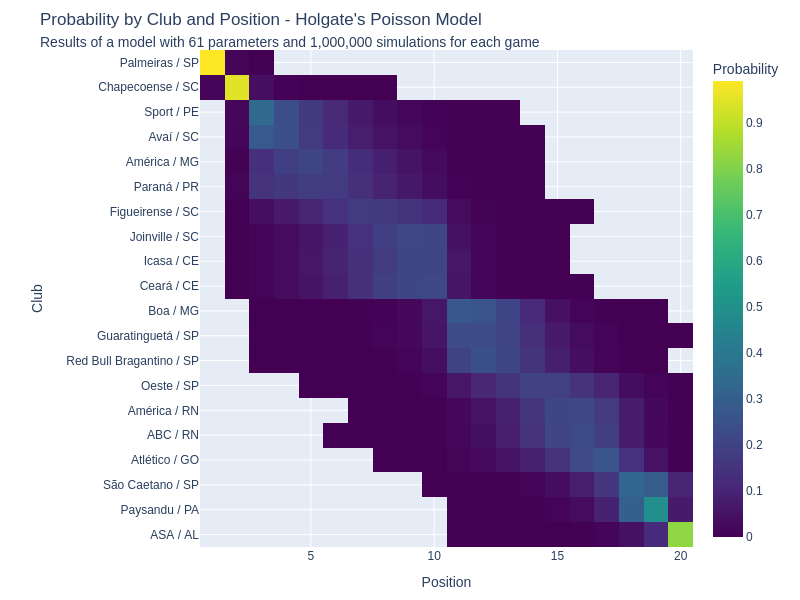 Probability by Club and Position - Holgate's Poisson Model
Results of a model with 61 parameters and 1,000,000 simulations for each game
Palmeiras / SP
Chapecoense / SC
Sport / PE
Avaí / SC
América / MG
Paraná / PR
Figueirense / SC
Joinville / SC
Icasa / CE
Ceará / CE
Boa / MG
Guaratinguetá / SP
Red Bull Bragantino / SP
Oeste / SP
América / RN
ABC / RN
Atlético / GO
São Caetano / SP
Paysandu / PA
ASA / AL
Club
5
10
15
20
Position
Probability
0.9
0.8
0.7
0.6
0.5
0.4
0.3
0.2
0.1
0